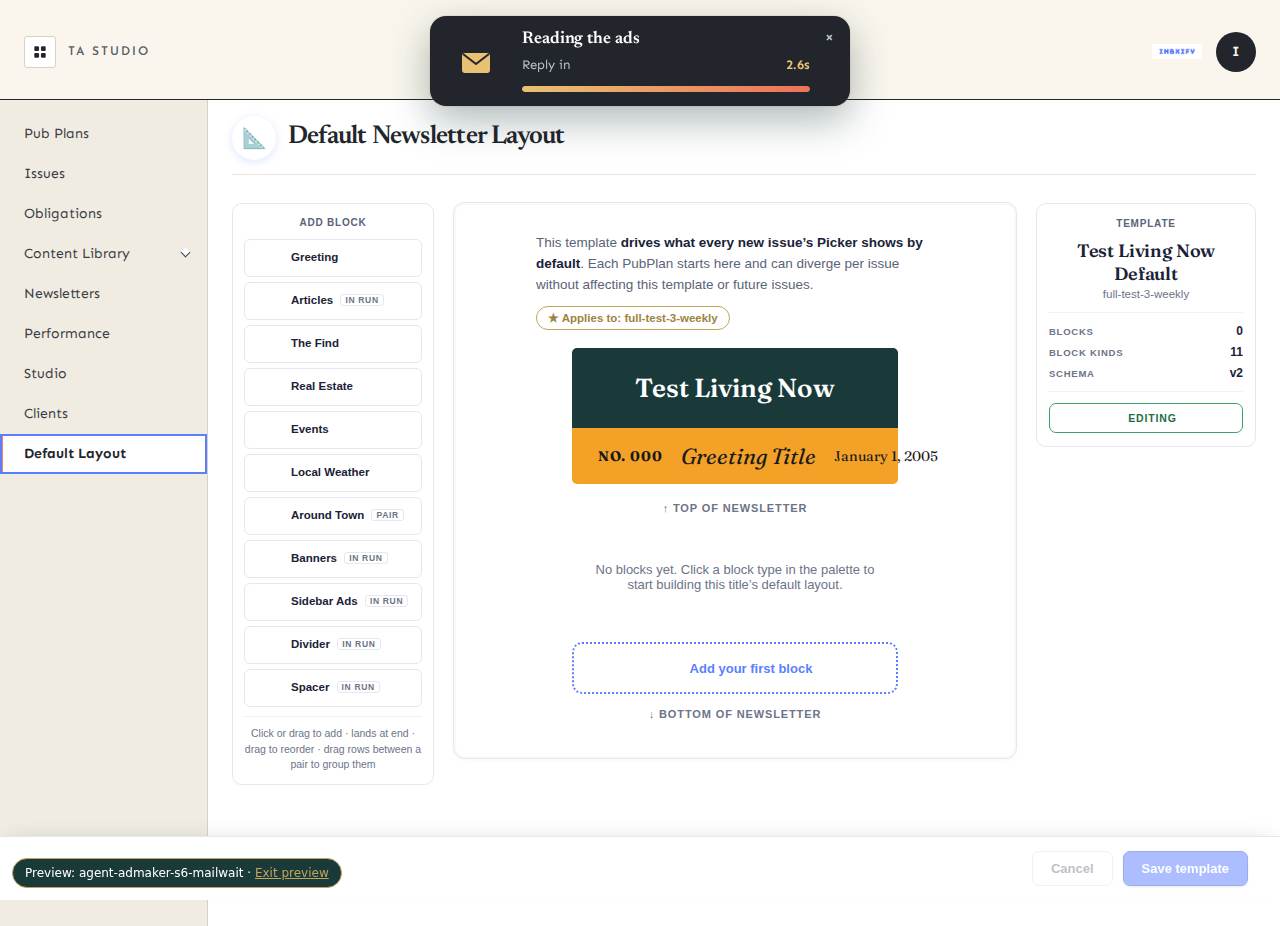 TA STUDIO
Reading the ads
×
Reply in
2.6s
INBXIFY
I
Pub Plans
Issues
Obligations
Content Library
Newsletters
Performance
Studio
Clients
Default Layout
Default Newsletter Layout
ADD BLOCK
Greeting
Articles IN RUN
The Find
Real Estate
Events
Local Weather
Around Town PAIR
Banners IN RUN
Sidebar Ads IN RUN
Divider IN RUN
Spacer IN RUN
Click or drag to add · lands at end ·
drag to reorder · drag rows between a
pair to group them
This template drives what every new issue’s Picker shows by
default. Each PubPlan starts here and can diverge per issue
without affecting this template or future issues.
★ Applies to: full-test-3-weekly
Test Living Now
NO. 000 Greeting Title January 1, 2005
↑ TOP OF NEWSLETTER
No blocks yet. Click a block type in the palette to
start building this title’s default layout.
Add your first block
↓ BOTTOM OF NEWSLETTER
TEMPLATE
Test Living Now
Default
full-test-3-weekly
BLOCKS 0
BLOCK KINDS 11
SCHEMA v2
EDITING
Preview: agent-admaker-s6-mailwait · Exit preview
Cancel
Save template